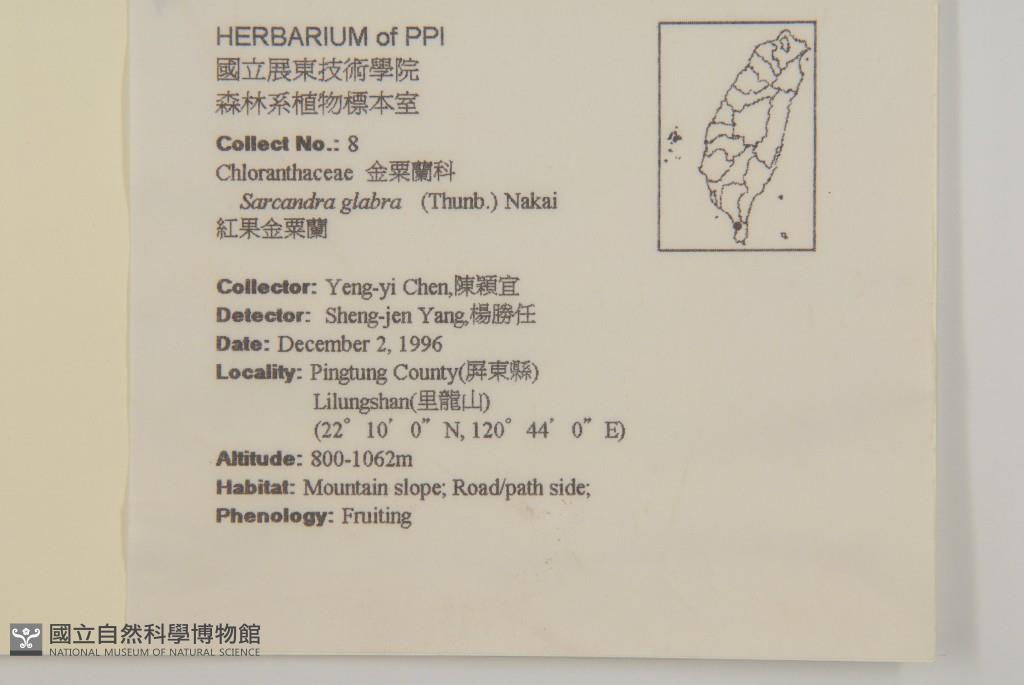 HERBARIUM of PPI
國立屏東技術學院
森林系植物標本室
Collect No.: 8
Chloranthaceae 金粟蘭科
Sarcandra glabra (Thunb.) Nakai
紅果金粟蘭
Collector: Yeng-yi Chen,陳穎宜
Detector: Sheng-jen Yang,楊勝任
Date: December 2, 1996
Locality: Pingtung County(屏東縣)
Lilungshan(里龍山)
(22° 10′ 0″ N, 120° 44′ 0″ E)
Altitude: 800-1062m
Habitat: Mountain slope; Road/path side;
Phenology: Fruiting
國立自然科學博物館
NATIONAL MUSEUM OF NATURAL SCIENCE